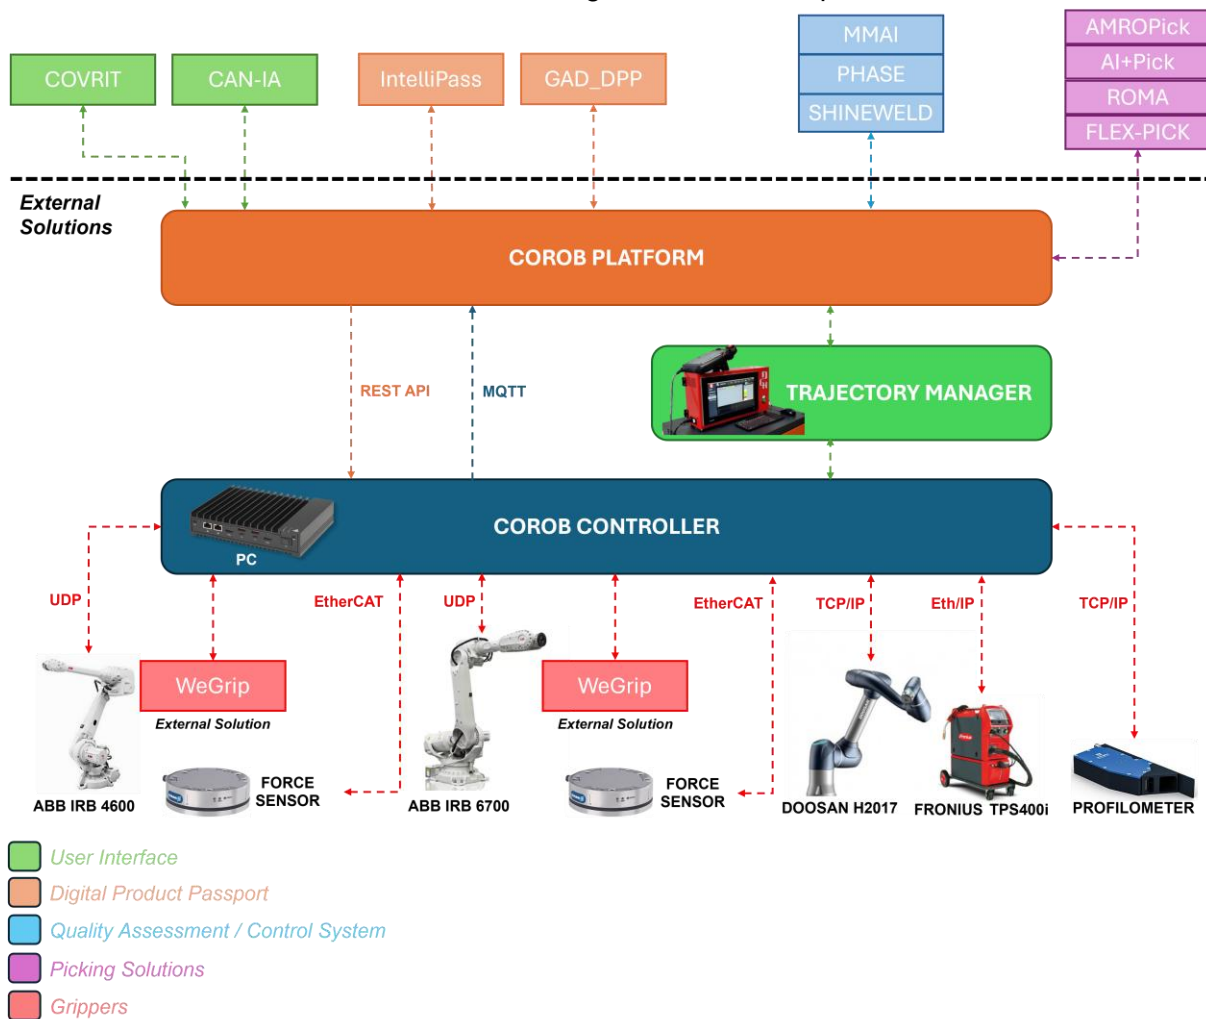 MMAI
AMROPick
COVRIT
CAN-IA
IntelliPass
GAD_DPP
PHASE
AI+Pick
ROMA
SHINEWELD
FLEX-PICK
External
Solutions
COROB PLATFORM
REST API
MQTT
TRAJECTORY MANAGER
COROB CONTROLLER
PC
UDP
EtherCAT
UDP
EtherCAT
TCP/IP
Eth/IP
TCP/IP
WeGrip
WeGrip
External Solution
External Solution
FORCE
SENSOR
FORCE
SENSOR
ABB IRB 4600
ABB IRB 6700
DOOSAN H2017
FRONIUS TPS400i
PROFILOMETER
User Interface
Digital Product Passport
Quality Assessment / Control System
Picking Solutions
Grippers